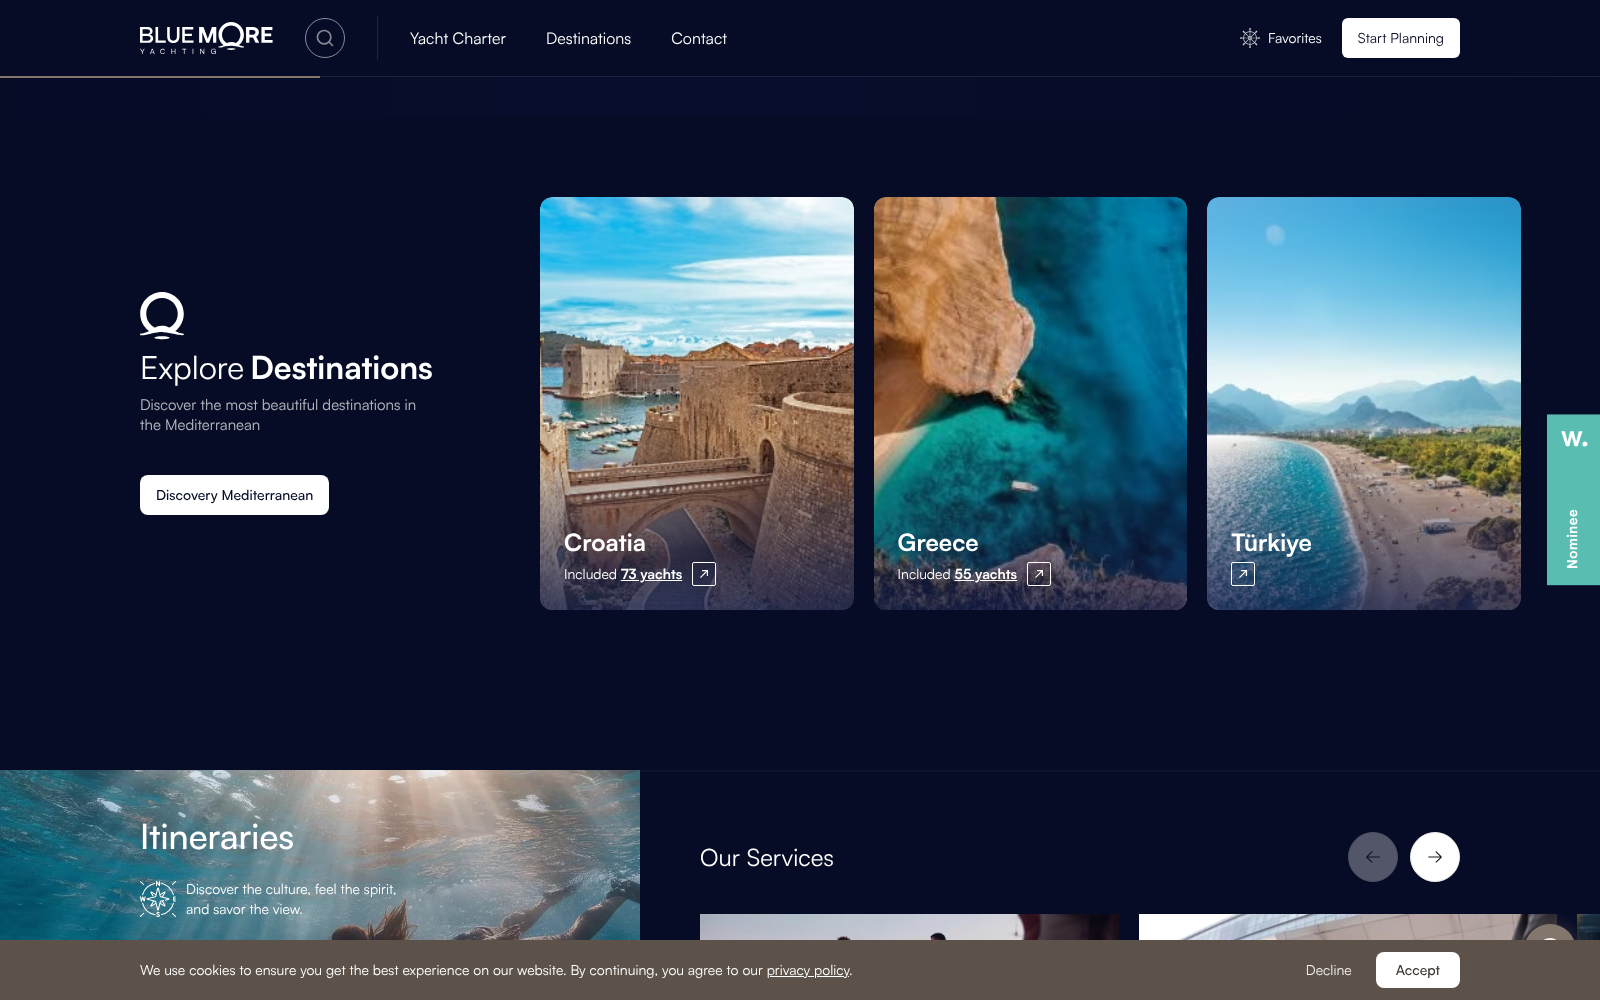 BLUE MORE
YACHTING
Yacht Charter
Destinations
Contact
Favorites
Start Planning
Explore Destinations
Discover the most beautiful destinations in
the Mediterranean
Discovery Mediterranean
Croatia
Included 73 yachts
Greece
Included 55 yachts
Türkiye
W.
Nominee
Itineraries
N
W
E
S
Discover the culture, feel the spirit,
and savor the view.
Our Services
We use cookies to ensure you get the best experience on our website. By continuing, you agree to our privacy policy.
Decline
Accept